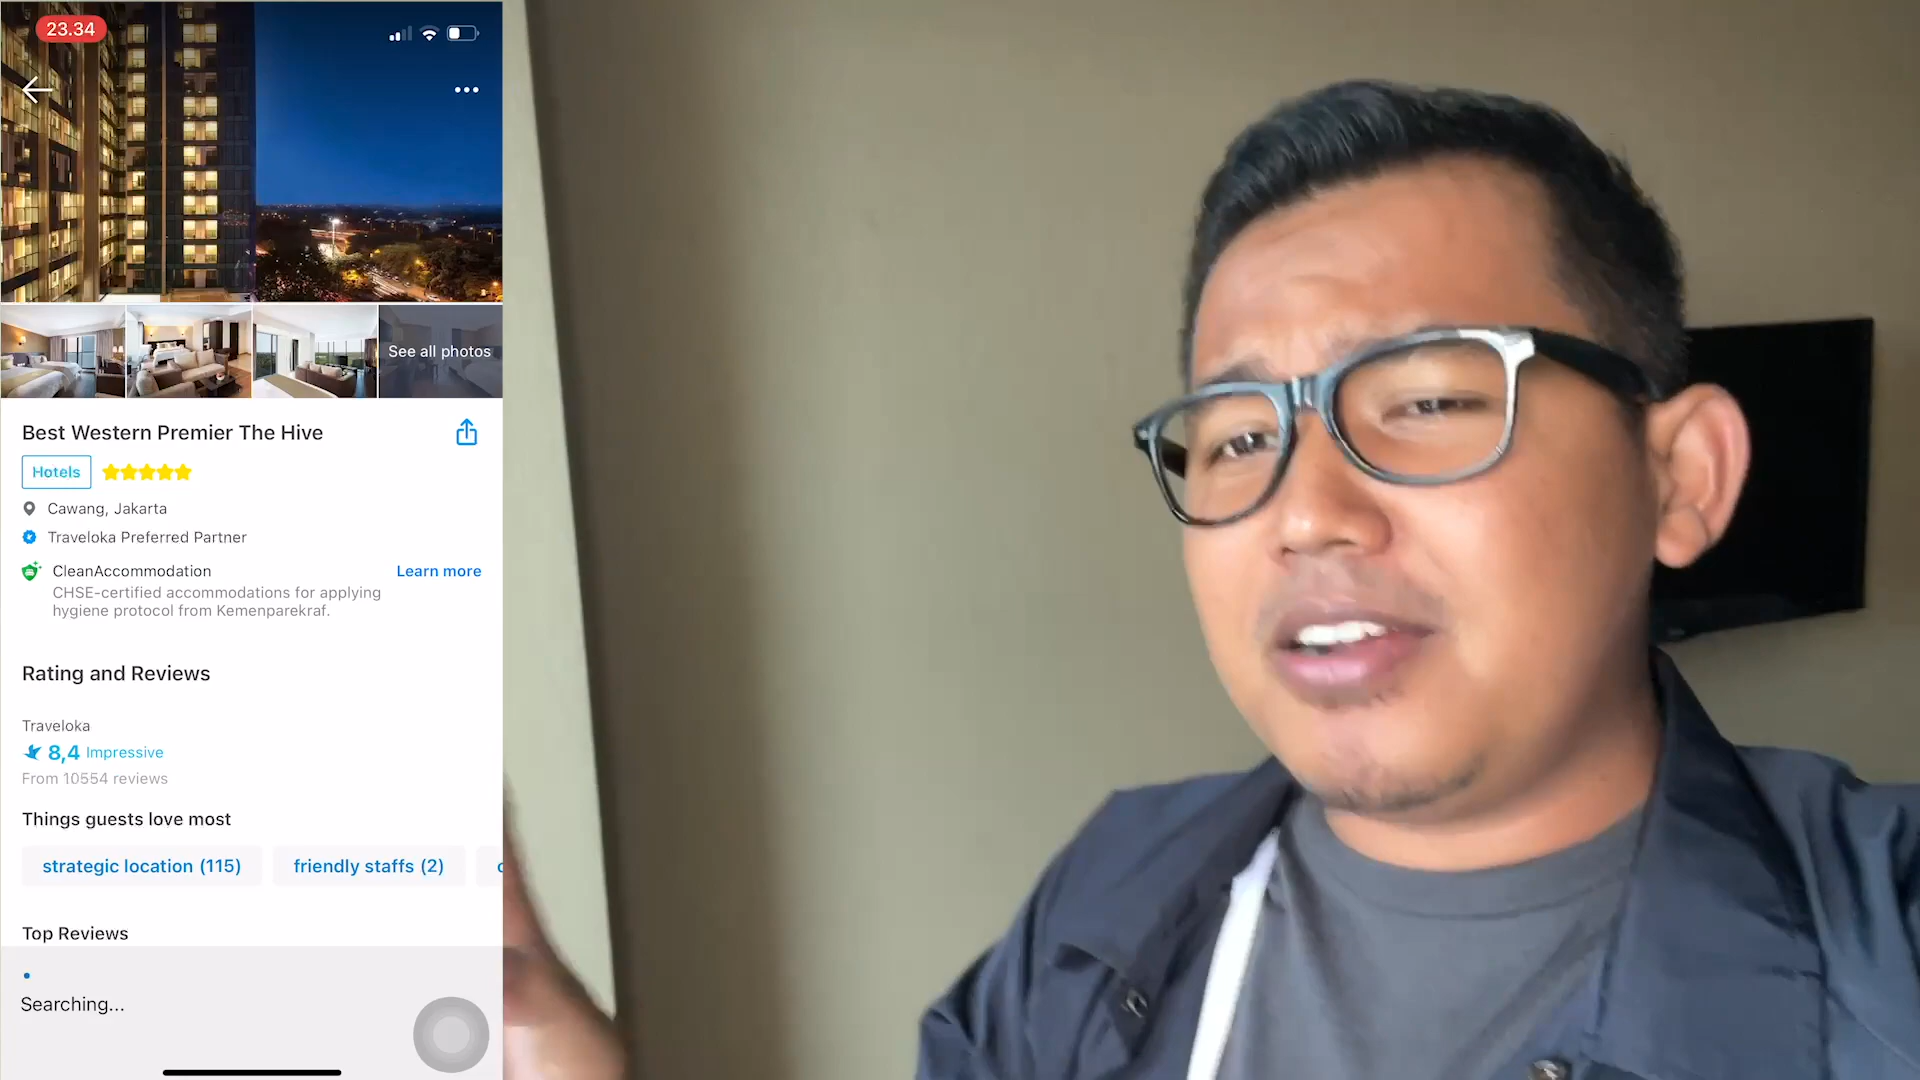 23.34
See all photos
Best Western Premier The Hive
Hotels
Cawang, Jakarta
Traveloka Preferred Partner
CleanAccommodation
Learn more
CHSE-certified accommodations for applying
hygiene protocol from Kemenparekraf.
Rating and Reviews
Traveloka
8,4 Impressive
From 10554 reviews
Things guests love most
strategic location (115)
friendly staffs (2)
Top Reviews
Searching...